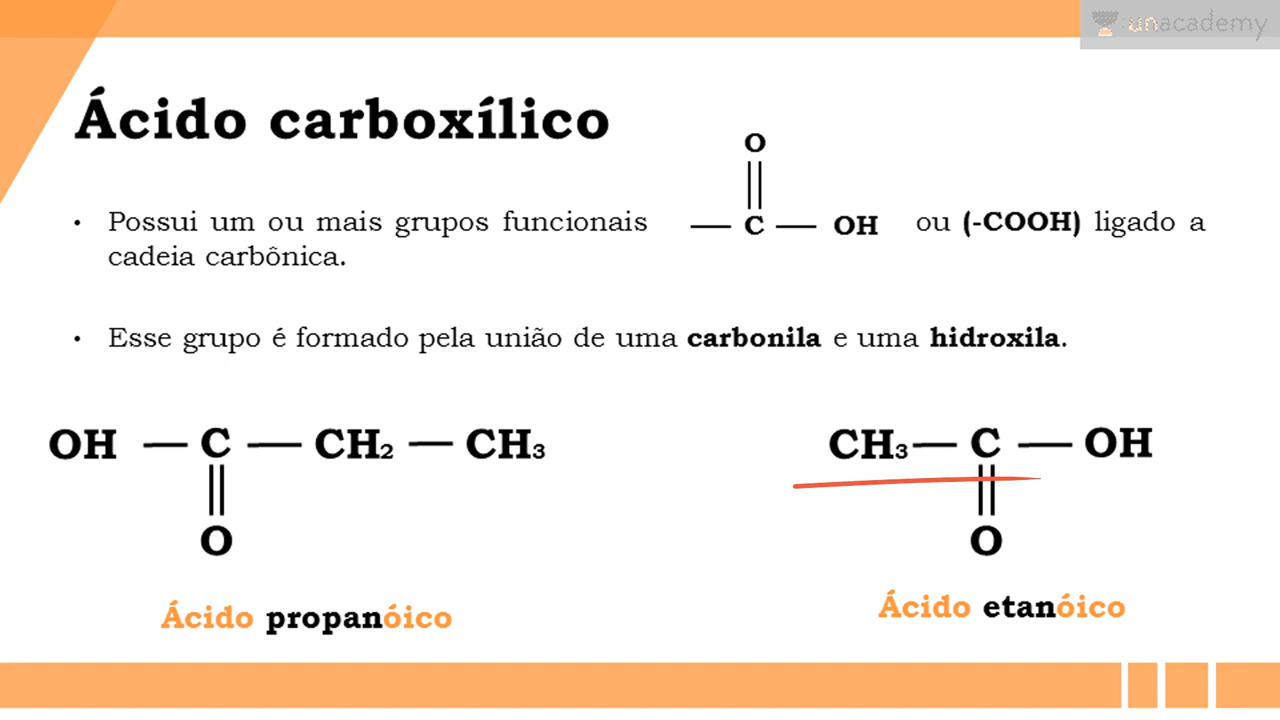 unacademy
Ácido carboxílico
O
• Possui um ou mais grupos funcionais — C — OH ou (-COOH) ligado a
cadeia carbônica.
• Esse grupo é formado pela união de uma carbonila e uma hidroxila.
OH — C — CH₂ — CH₃
O
Ácido propanóico
CH₃ — C — OH
O
Ácido etanóico